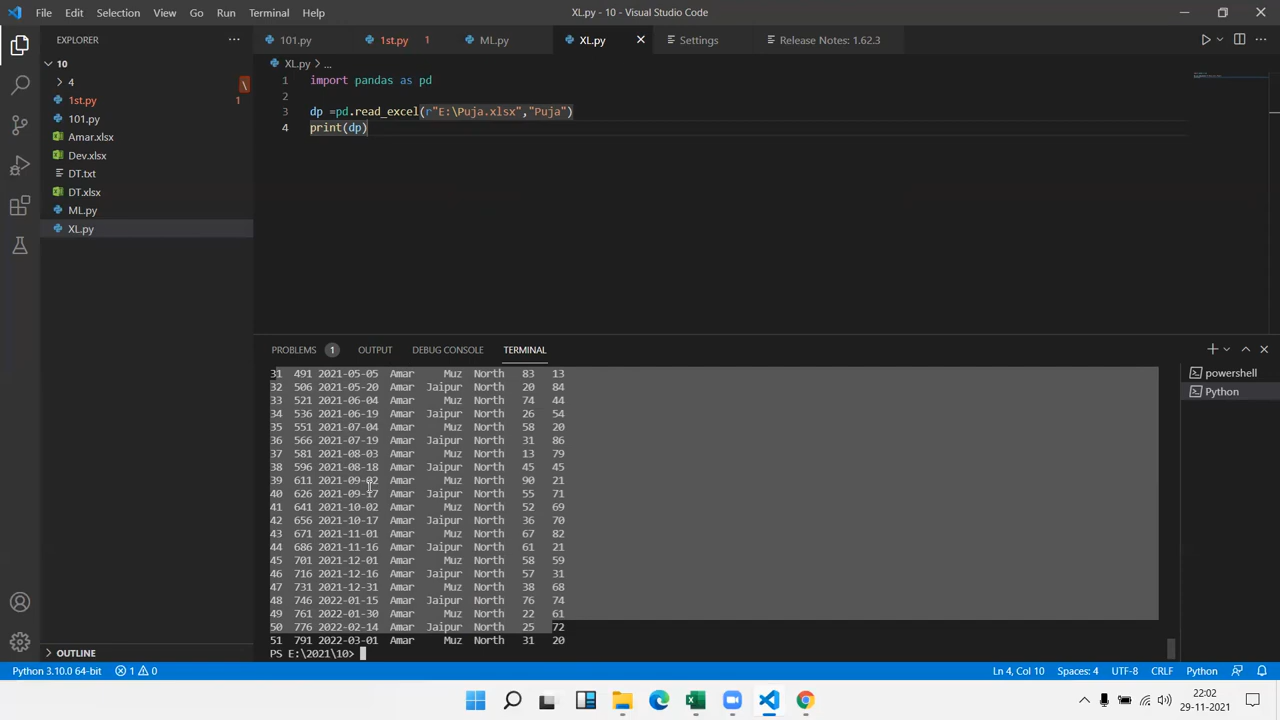 File Edit Selection View Go Run Terminal Help XL.py - 10 - Visual Studio Code
EXPLORER
101.py 1st.py 1 ML.py XL.py Settings Release Notes: 1.62.3
10
4
1st.py 1
101.py
Amar.xlsx
Dev.xlsx
DT.txt
DT.xlsx
ML.py
XL.py
XL.py > ...
1 import pandas as pd
2
3 dp =pd.read_excel(r"E:\Puja.xlsx","Puja")
4 print(dp)
PROBLEMS 1 OUTPUT DEBUG CONSOLE TERMINAL
powershell
Python
31 491 2021-05-05 Amar Muz North 83 13
32 506 2021-05-20 Amar Jaipur North 20 84
33 521 2021-06-04 Amar Muz North 74 44
34 536 2021-06-19 Amar Jaipur North 26 54
35 551 2021-07-04 Amar Muz North 58 20
36 566 2021-07-19 Amar Jaipur North 31 86
37 581 2021-08-03 Amar Muz North 13 79
38 596 2021-08-18 Amar Jaipur North 45 45
39 611 2021-09-02 Amar Muz North 90 21
40 626 2021-09-17 Amar Jaipur North 55 71
41 641 2021-10-02 Amar Muz North 52 69
42 656 2021-10-17 Amar Jaipur North 36 70
43 671 2021-11-01 Amar Muz North 67 82
44 686 2021-11-16 Amar Jaipur North 61 21
45 701 2021-12-01 Amar Muz North 58 59
46 716 2021-12-16 Amar Jaipur North 57 31
47 731 2021-12-31 Amar Muz North 38 68
48 746 2022-01-15 Amar Jaipur North 76 74
49 761 2022-01-30 Amar Muz North 22 61
50 776 2022-02-14 Amar Jaipur North 25 72
51 791 2022-03-01 Amar Muz North 31 20
PS E:\2021\10>
OUTLINE
Python 3.10.0 64-bit 1 0 Ln 4, Col 10 Spaces: 4 UTF-8 CRLF Python
22:02
29-11-2021